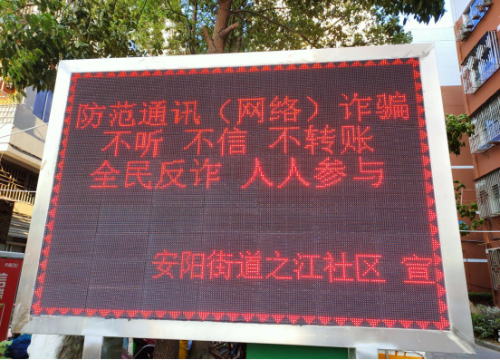 防范通讯（网络）诈骗
不听 不信 不转账
全民反诈 人人参与
安阳街道之江社区 宣